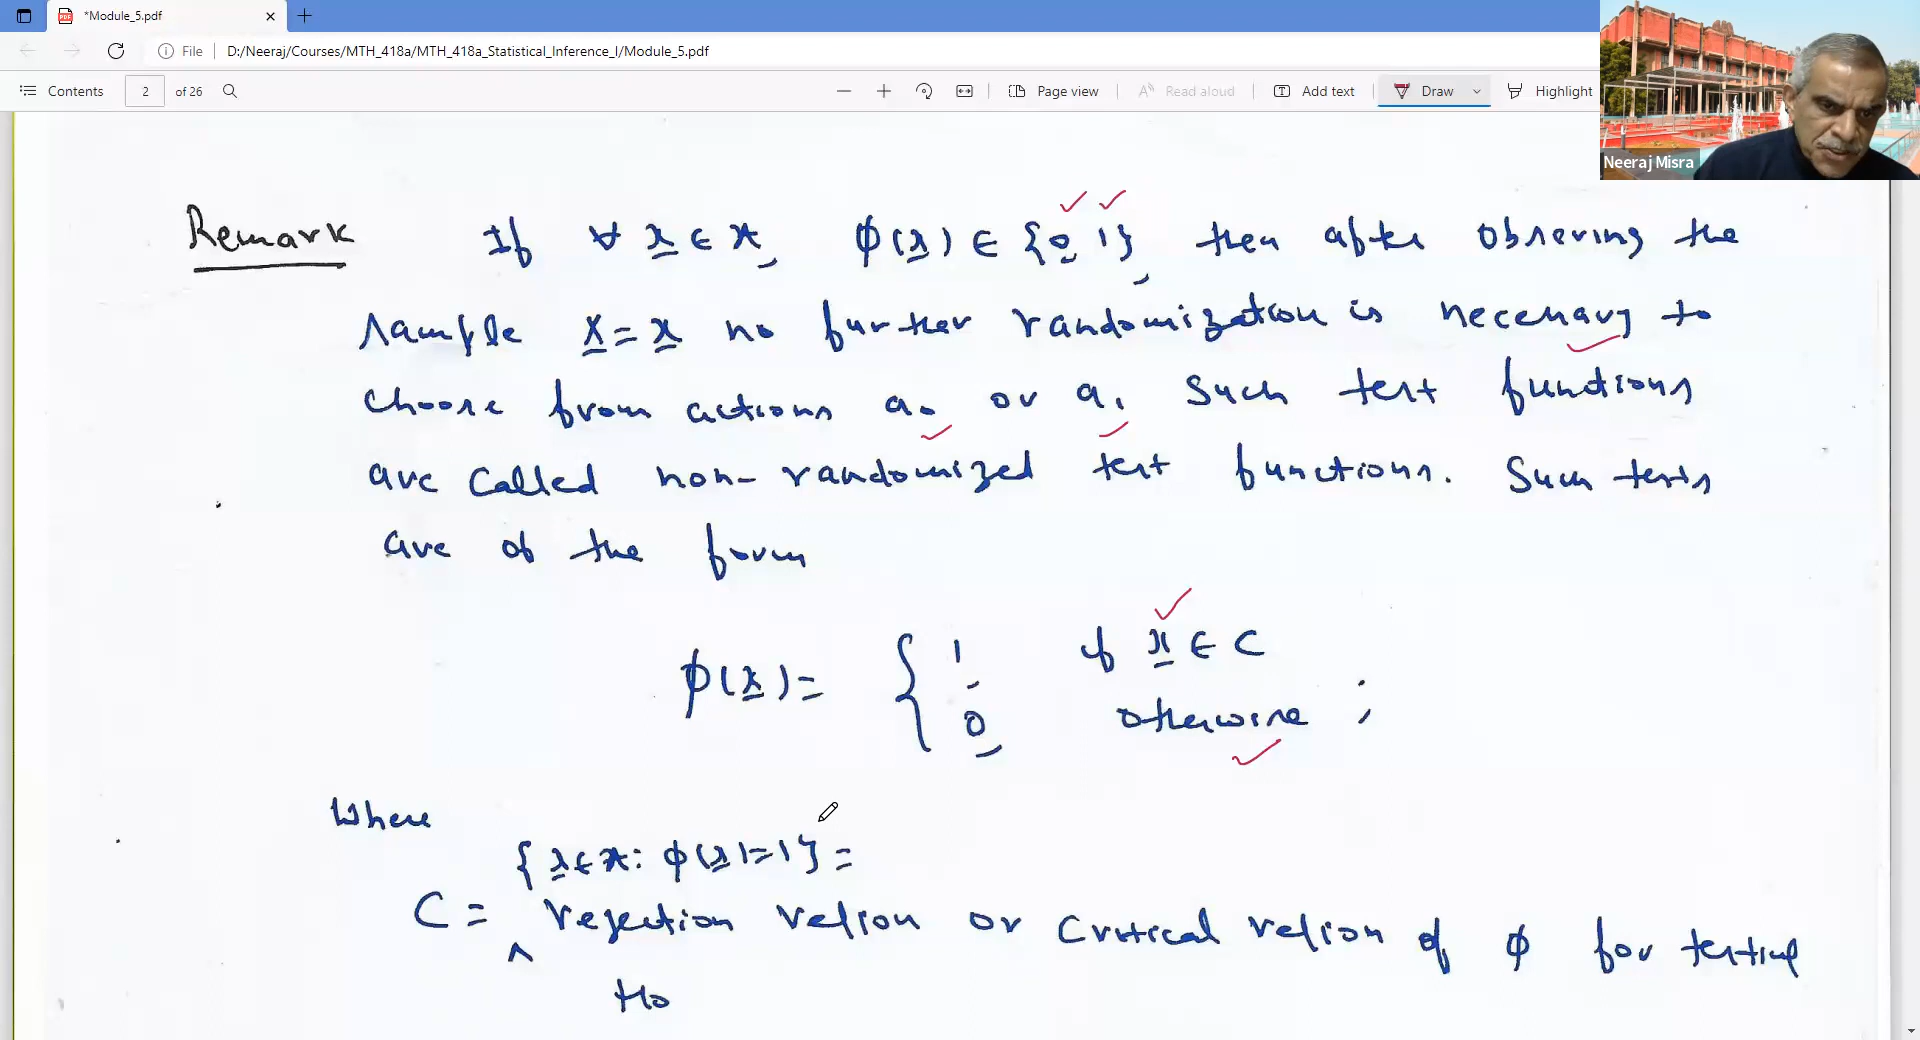 *Module_5.pdf
File D:/Neeraj/Courses/MTH_418a/MTH_418a_Statistical_Inference_I/Module_5.pdf
Contents 2 of 26 Page view Read aloud Add text Draw Highlight
Neeraj Misra
Remark If ∀ x̲ ∈ 𝒳, ϕ(x̲) ∈ {0, 1}, then after observing the
sample X̲ = x̲ no further randomization is necessary to
choose from actions a₀ or a₁ Such test functions
are called non-randomized test functions. Such tests
are of the form
ϕ(x̲) = { 1, if x̲ ∈ C
0, otherwise ;
Where
{x̲ ∈ 𝒳: ϕ(x̲)=1} =
C = ^ rejection region or critical region of ϕ for testing
H₀